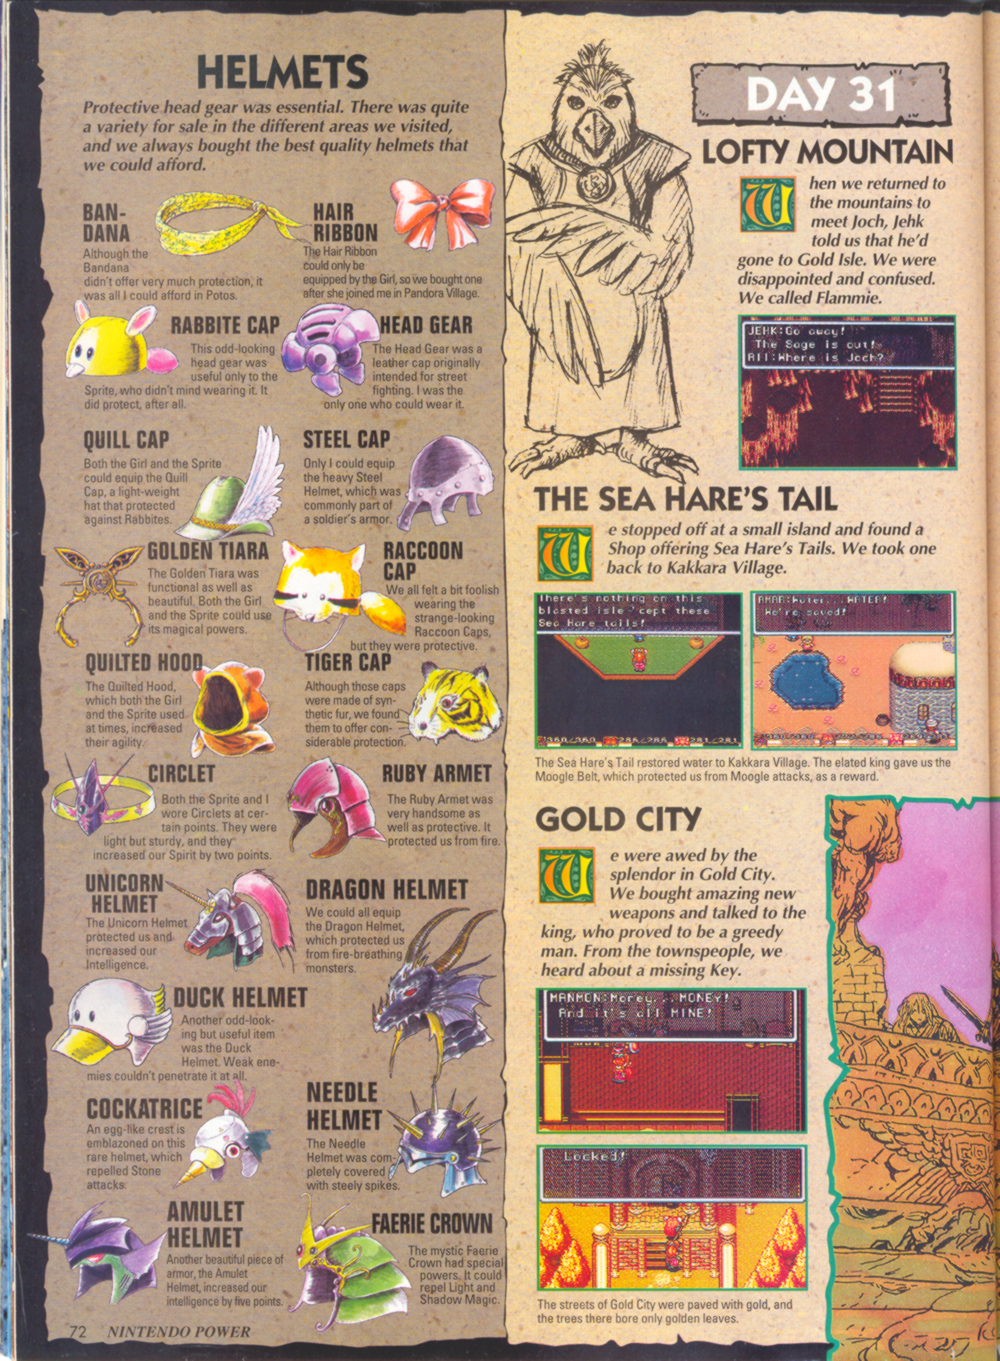 HELMETS
Protective head gear was essential. There was quite
a variety for sale in the different areas we visited,
and we always bought the best quality helmets that
we could afford.
BAN-
DANA
Although the
Bandana
didn't offer very much protection, it
was all I could afford in Potos.
HAIR
RIBBON
The Hair Ribbon
could only be
equipped by the Girl, so we bought one
after she joined me in Pandora Village.
RABBITE CAP
This odd-looking
head gear was
useful only to the
Sprite, who didn't mind wearing it. It
did protect, after all.
HEAD GEAR
The Head Gear was a
leather cap originally
intended for street
fighting. I was the
only one who could wear it.
QUILL CAP
Both the Girl and the Sprite
could equip the Quill
Cap, a light-weight
hat that protected
against Rabbites.
STEEL CAP
Only I could equip
the heavy Steel
Helmet, which was
commonly part of
a soldier's armor.
GOLDEN TIARA
The Golden Tiara was
functional as well as
beautiful. Both the Girl
and the Sprite could use
its magical powers.
RACCOON
CAP
We all felt a bit foolish
wearing the
strange-looking
Raccoon Caps,
but they were protective.
QUILTED HOOD
The Quilted Hood,
which both the Girl
and the Sprite used
at times, increased
their agility.
TIGER CAP
Although those caps
were made of syn-
thetic fur, we found
them to offer con-
siderable protection.
CIRCLET
Both the Sprite and I
wore Circlets at cer-
tain points. They were
light but sturdy, and they
increased our Spirit by two points.
RUBY ARMET
The Ruby Armet was
very handsome as
well as protective. It
protected us from fire.
UNICORN
HELMET
The Unicorn Helmet
protected us and
increased our
Intelligence.
DRAGON HELMET
We could all equip
the Dragon Helmet,
which protected us
from fire-breathing
monsters.
DUCK HELMET
Another odd-look-
ing but useful item
was the Duck
Helmet. Weak ene-
mies couldn't penetrate it at all.
COCKATRICE
An egg-like crest is
emblazoned on this
rare helmet, which
repelled Stone
attacks.
NEEDLE
HELMET
The Needle
Helmet was com-
pletely covered
with steely spikes.
AMULET
HELMET
Another beautiful piece of
armor, the Amulet
Helmet, increased our
intelligence by five points.
FAERIE CROWN
The mystic Faerie
Crown had special
powers. It could
repel Light and
Shadow Magic.
72 NINTENDO POWER
DAY 31
LOFTY MOUNTAIN
When we returned to
the mountains to
meet Joch, Jehk
told us that he'd
gone to Gold Isle. We were
disappointed and confused.
We called Flammie.
JEHK:Go away!
The Sage is out!
All:Where is Joch?
THE SEA HARE'S TAIL
We stopped off at a small island and found a
Shop offering Sea Hare's Tails. We took one
back to Kakkara Village.
There's nothing on this
blasted isle 'cept these
Sea Hare tails!
AMAR:Water...WATER!
We're saved!
The Sea Hare's Tail restored water to Kakkara Village. The elated king gave us the
Moogle Belt, which protected us from Moogle attacks, as a reward.
GOLD CITY
We were awed by the
splendor in Gold City.
We bought amazing new
weapons and talked to the
king, who proved to be a greedy
man. From the townspeople, we
heard about a missing Key.
MANMON:Money...MONEY!
And it's all MINE!
Locked!
The streets of Gold City were paved with gold, and
the trees there bore only golden leaves.